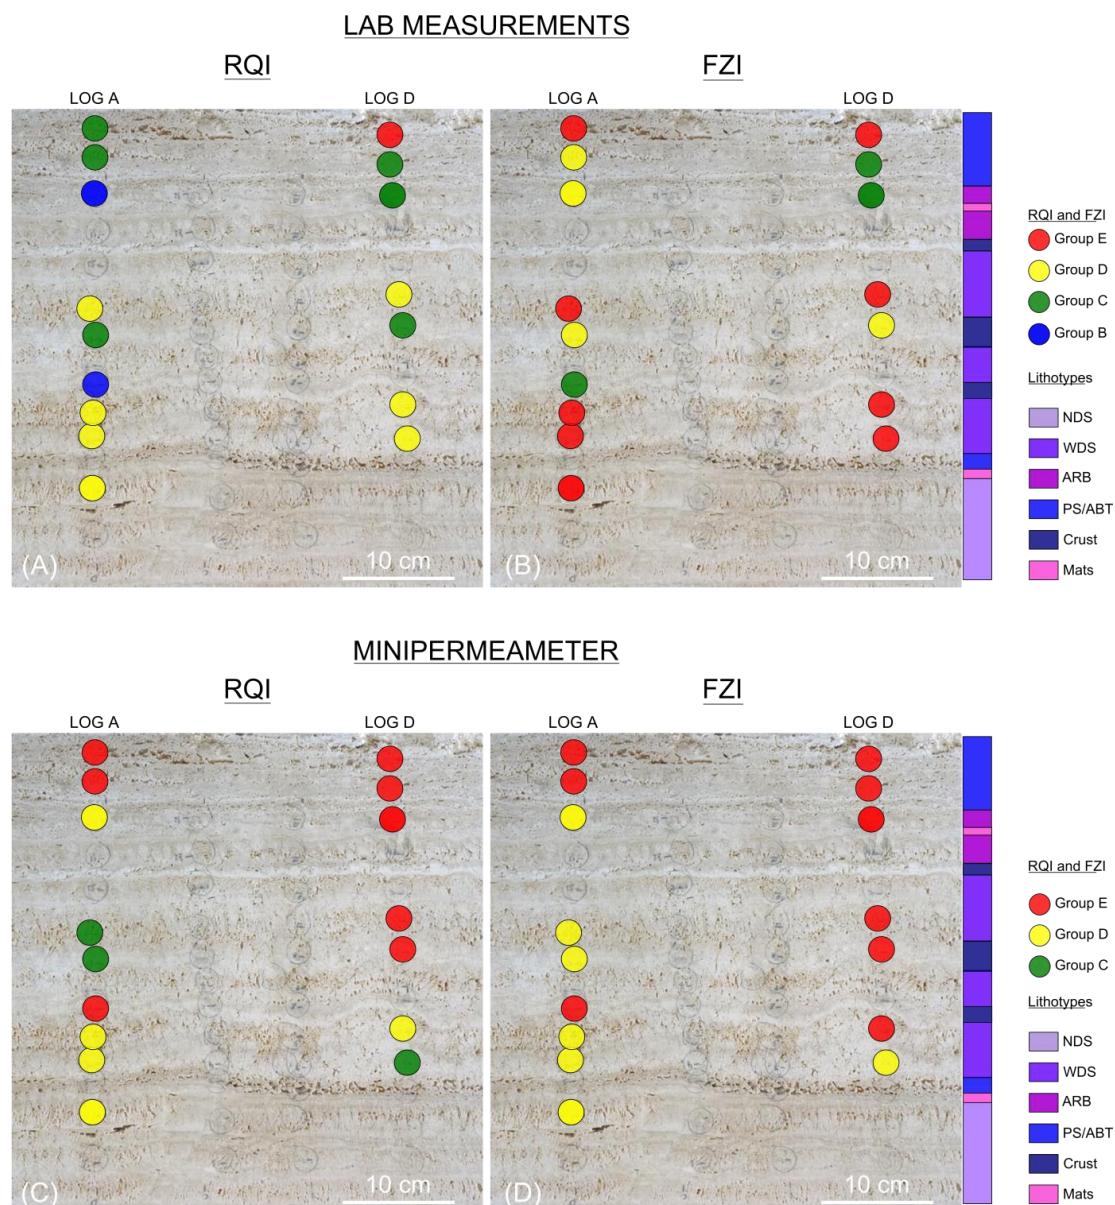 LAB MEASUREMENTS
RQI
FZI
LOG A
LOG D
LOG A
LOG D
(A)
10 cm
(B)
10 cm
RQI and FZI
Group E
Group D
Group C
Group B
Lithotypes
NDS
WDS
ARB
PS/ABT
Crust
Mats
MINIPERMEAMETER
RQI
FZI
LOG A
LOG D
LOG A
LOG D
(C)
10 cm
(D)
10 cm
RQI and FZI
Group E
Group D
Group C
Lithotypes
NDS
WDS
ARB
PS/ABT
Crust
Mats